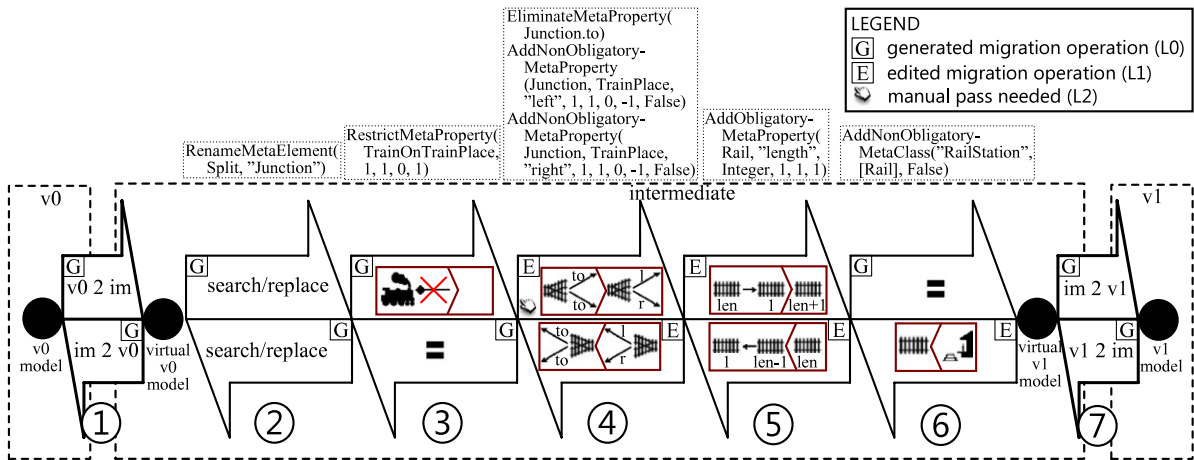 EliminateMetaProperty(
Junction.to)
AddNonObligatory-
MetaProperty
(Junction, TrainPlace,
"left", 1, 1, 0, -1, False)
AddNonObligatory-
MetaProperty(
Junction, TrainPlace,
"right", 1, 1, 0, -1, False)
LEGEND
G generated migration operation (L0)
E edited migration operation (L1)
manual pass needed (L2)
RenameMetaElement(
Split, "Junction")
RestrictMetaProperty(
TrainOnTrainPlace,
1, 1, 0, 1)
AddObligatory-
MetaProperty(
Rail, "length",
Integer, 1, 1, 1)
AddNonObligatory-
MetaClass("RailStation",
[Rail], False)
v0
intermediate
v1
G
v0 2 im
G
im 2 v0
v0
model
virtual
v0
model
G
search/replace
G
search/replace
G
G
=
E
to
to
l
r
E
to
to
l
r
E
len
1
len+1
E
1
len-1
len
G
=
E
virtual
v1
model
G
im 2 v1
G
v1 2 im
v1
model
1
2
3
4
5
6
7